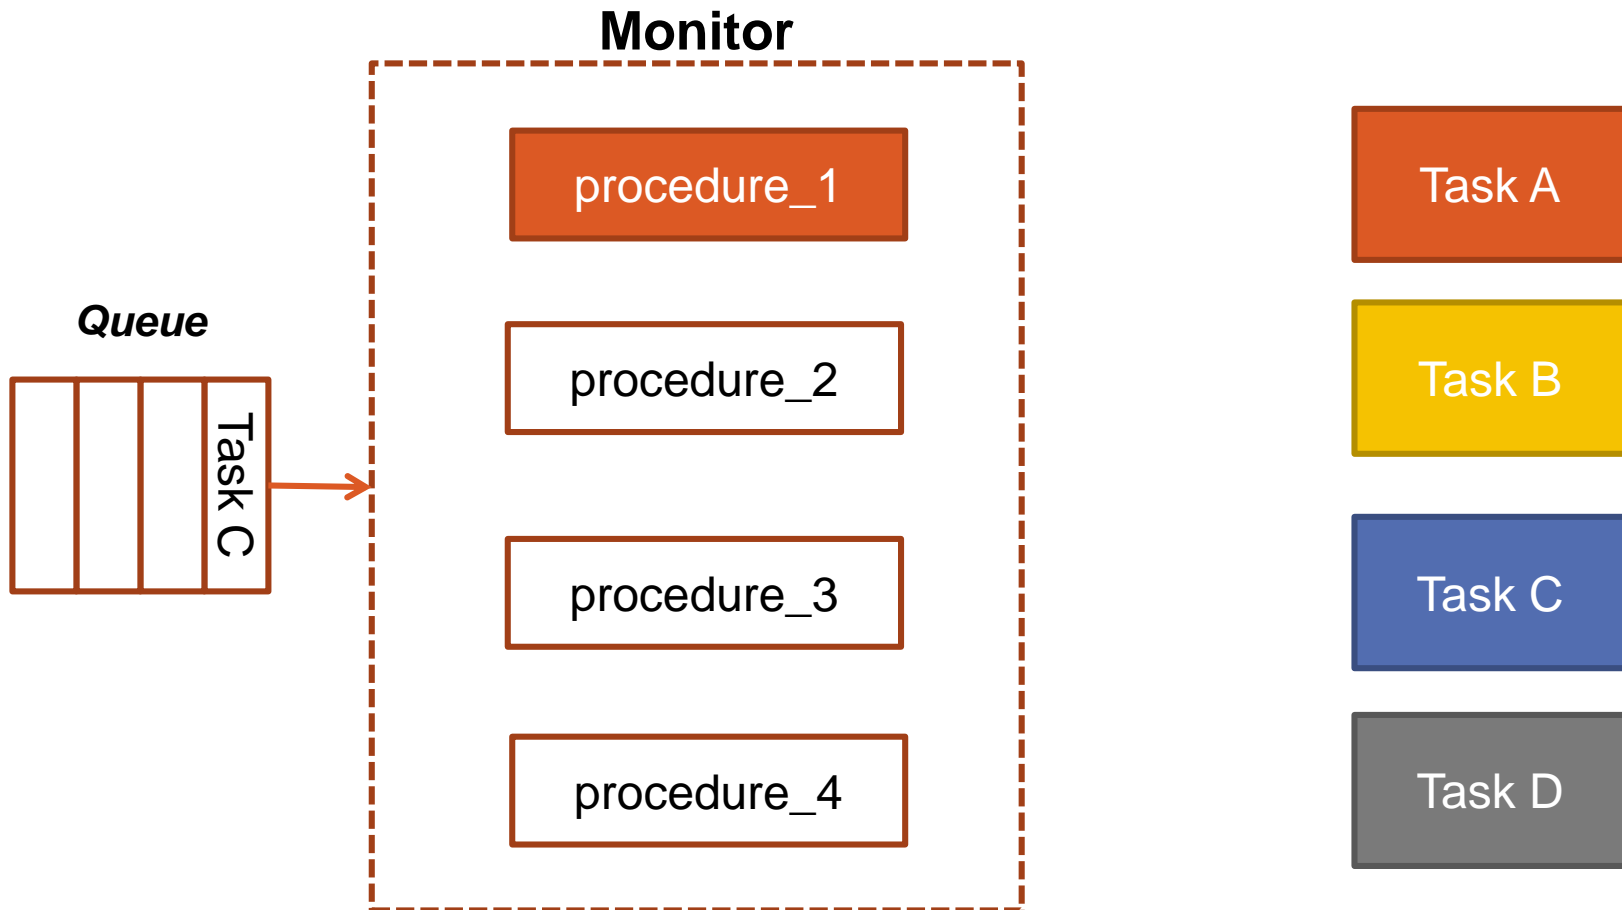 Monitor
procedure_1
Task A
Queue
procedure_2
Task B
Task C
procedure_3
Task C
procedure_4
Task D